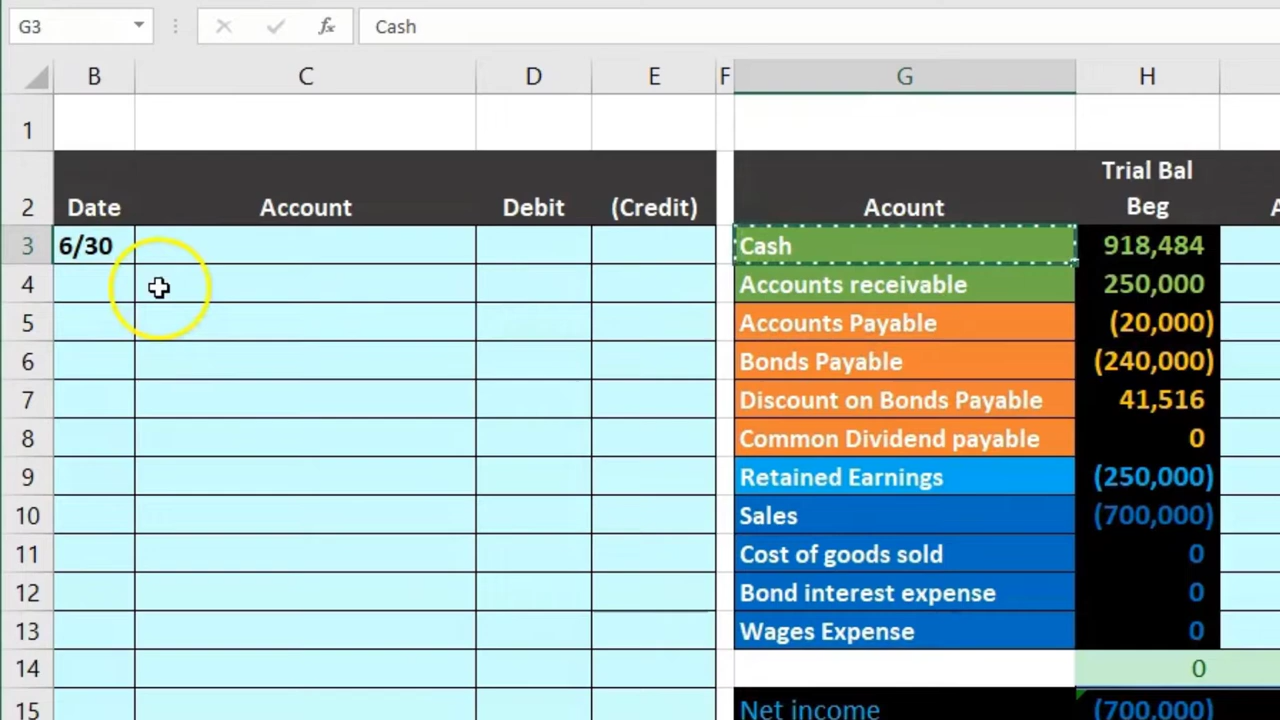 G3 fx Cash
B C D E F G H
1
Trial Bal
2 Date Account Debit (Credit) Acount Beg A
3 6/30 Cash 918,484
4 Accounts receivable 250,000
5 Accounts Payable (20,000)
6 Bonds Payable (240,000)
7 Discount on Bonds Payable 41,516
8 Common Dividend payable 0
9 Retained Earnings (250,000)
10 Sales (700,000)
11 Cost of goods sold 0
12 Bond interest expense 0
13 Wages Expense 0
14 0
15 Net income (700,000)